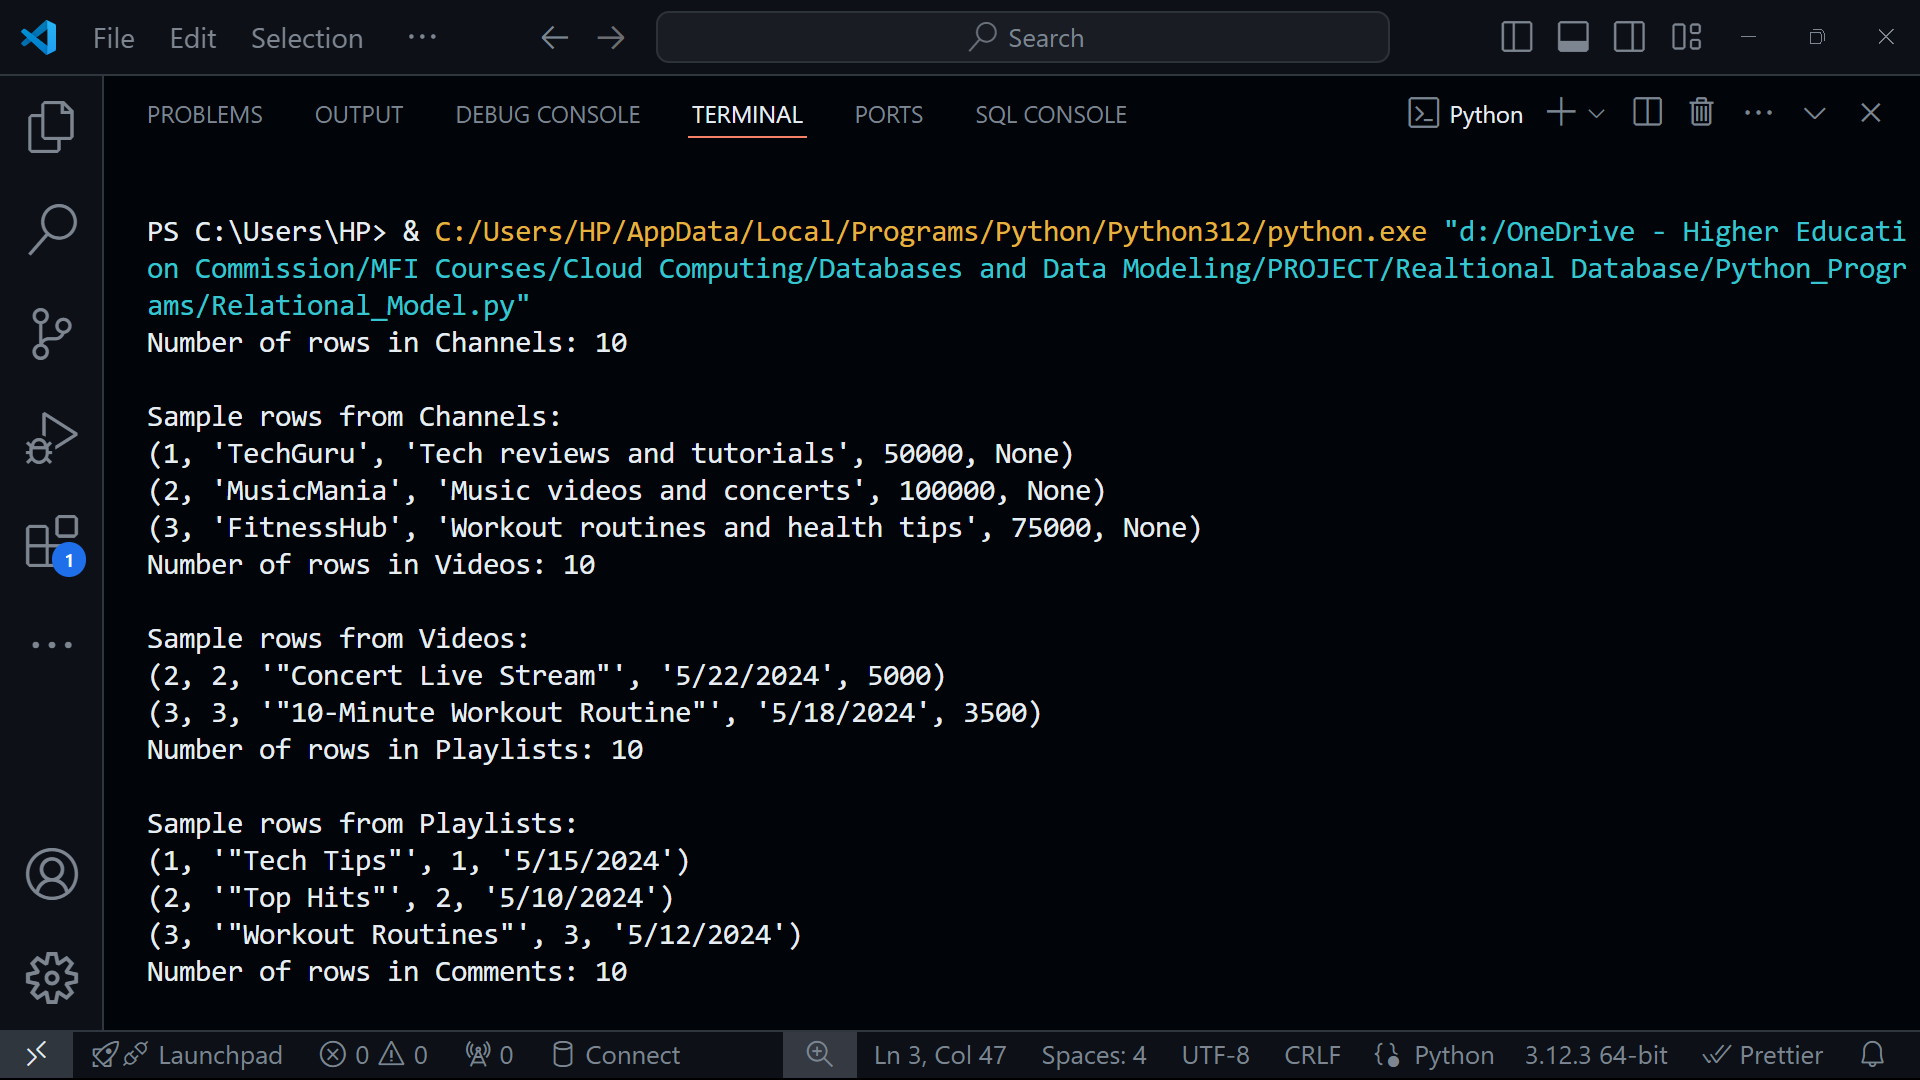 File Edit Selection ··· Search
PROBLEMS OUTPUT DEBUG CONSOLE TERMINAL PORTS SQL CONSOLE Python
PS C:\Users\HP> & C:/Users/HP/AppData/Local/Programs/Python/Python312/python.exe "d:/OneDrive - Higher Educati
on Commission/MFI Courses/Cloud Computing/Databases and Data Modeling/PROJECT/Realtional Database/Python_Progr
ams/Relational_Model.py"
Number of rows in Channels: 10
Sample rows from Channels:
(1, 'TechGuru', 'Tech reviews and tutorials', 50000, None)
(2, 'MusicMania', 'Music videos and concerts', 100000, None)
(3, 'FitnessHub', 'Workout routines and health tips', 75000, None)
Number of rows in Videos: 10
Sample rows from Videos:
(2, 2, '"Concert Live Stream"', '5/22/2024', 5000)
(3, 3, '"10-Minute Workout Routine"', '5/18/2024', 3500)
Number of rows in Playlists: 10
Sample rows from Playlists:
(1, '"Tech Tips"', 1, '5/15/2024')
(2, '"Top Hits"', 2, '5/10/2024')
(3, '"Workout Routines"', 3, '5/12/2024')
Number of rows in Comments: 10
1
Launchpad 0 0 0 Connect Ln 3, Col 47 Spaces: 4 UTF-8 CRLF Python 3.12.3 64-bit Prettier